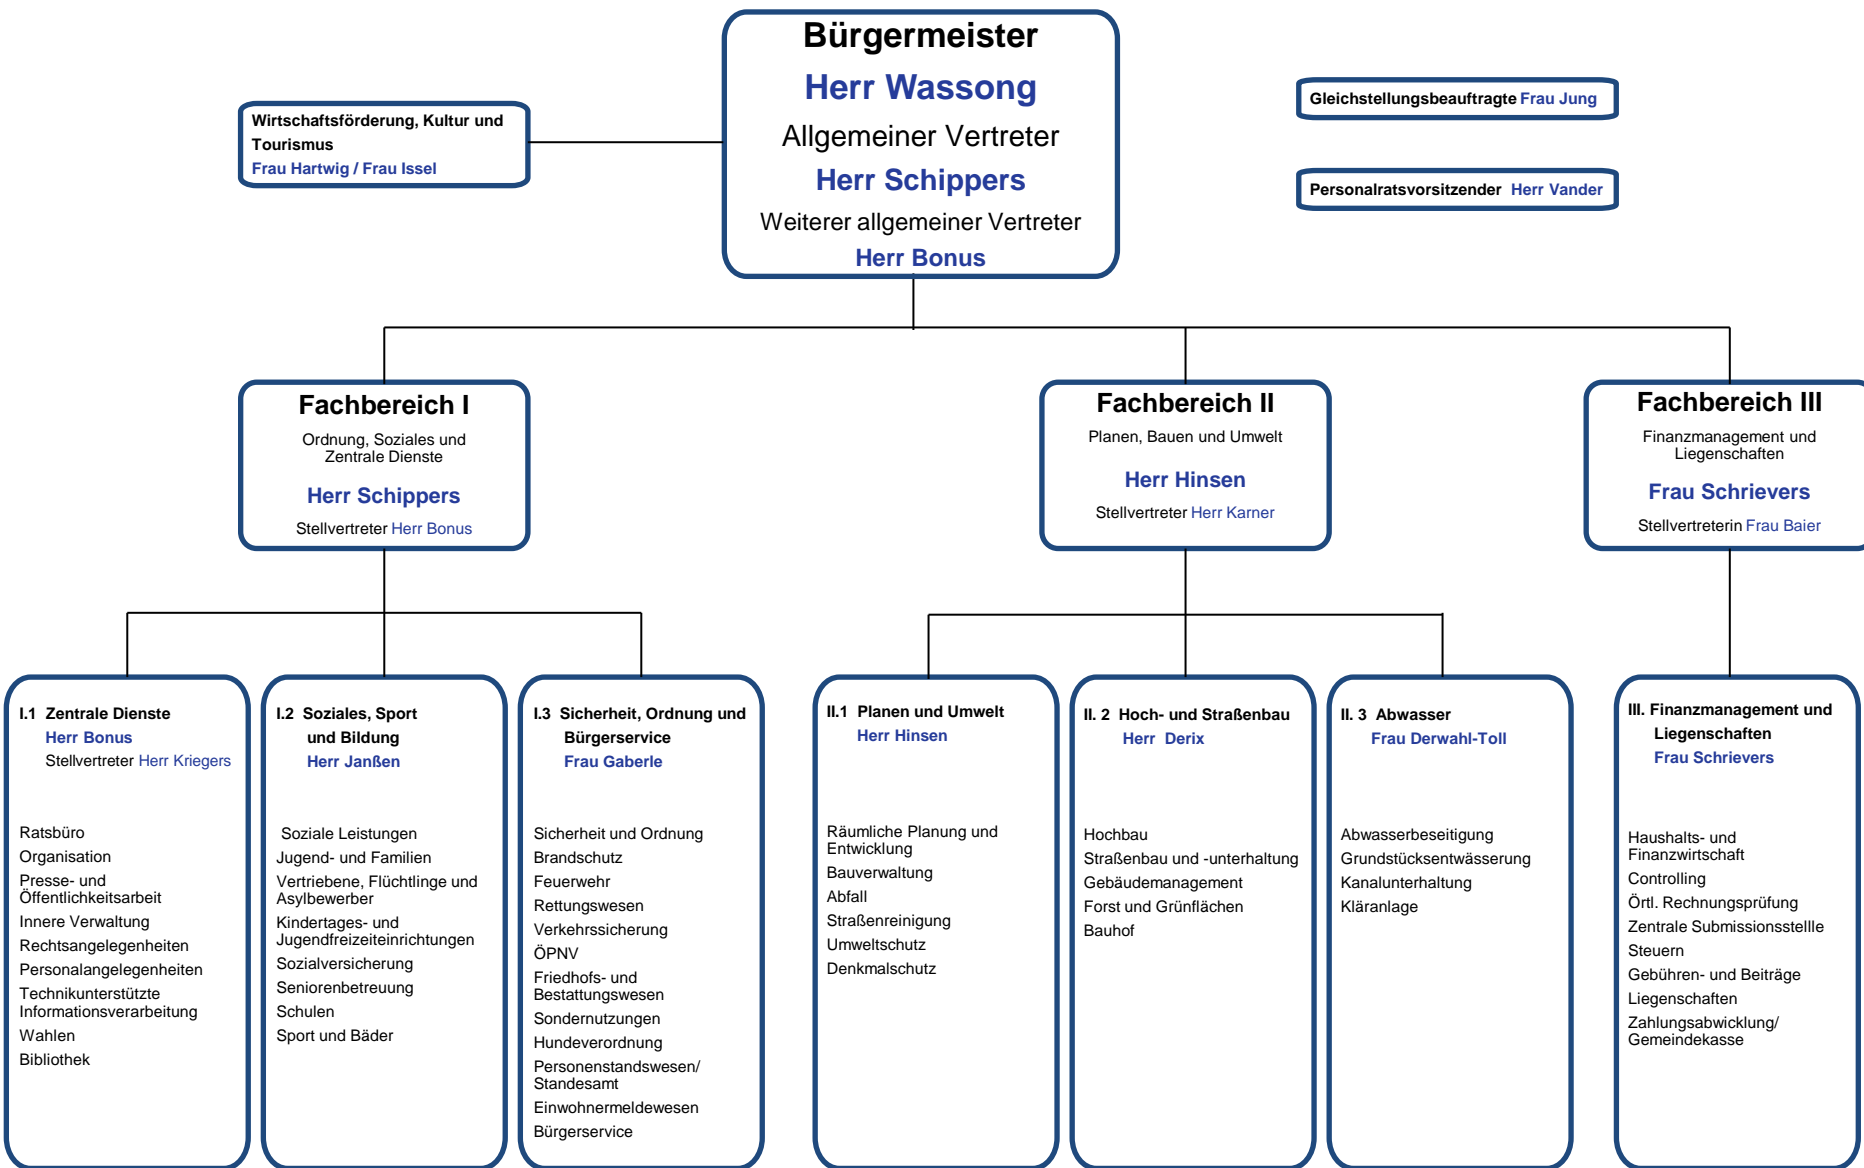 Bürgermeister
Herr Wassong
Allgemeiner Vertreter
Herr Schippers
Weiterer allgemeiner Vertreter
Herr Bonus
Wirtschaftsförderung, Kultur und
Tourismus
Frau Hartwig / Frau Issel
Gleichstellungsbeauftragte Frau Jung
Personalratsvorsitzender Herr Vander
Fachbereich I
Ordnung, Soziales und
Zentrale Dienste
Herr Schippers
Stellvertreter Herr Bonus
Fachbereich II
Planen, Bauen und Umwelt
Herr Hinsen
Stellvertreter Herr Karner
Fachbereich III
Finanzmanagement und
Liegenschaften
Frau Schrievers
Stellvertreterin Frau Baier
I.1 Zentrale Dienste
Herr Bonus
Stellvertreter Herr Kriegers
Ratsbüro
Organisation
Presse- und
Öffentlichkeitsarbeit
Innere Verwaltung
Rechtsangelegenheiten
Personalangelegenheiten
Technikunterstützte
Informationsverarbeitung
Wahlen
Bibliothek
I.2 Soziales, Sport
und Bildung
Herr Janßen
Soziale Leistungen
Jugend- und Familien
Vertriebene, Flüchtlinge und
Asylbewerber
Kindertages- und
Jugendfreizeiteinrichtungen
Sozialversicherung
Seniorenbetreuung
Schulen
Sport und Bäder
I.3 Sicherheit, Ordnung und
Bürgerservice
Frau Gaberle
Sicherheit und Ordnung
Brandschutz
Feuerwehr
Rettungswesen
Verkehrssicherung
ÖPNV
Friedhofs- und
Bestattungswesen
Sondernutzungen
Hundeverordnung
Personenstandswesen/
Standesamt
Einwohnermeldewesen
Bürgerservice
II.1 Planen und Umwelt
Herr Hinsen
Räumliche Planung und
Entwicklung
Bauverwaltung
Abfall
Straßenreinigung
Umweltschutz
Denkmalschutz
II. 2 Hoch- und Straßenbau
Herr Derix
Hochbau
Straßenbau und -unterhaltung
Gebäudemanagement
Forst und Grünflächen
Bauhof
II. 3 Abwasser
Frau Derwahl-Toll
Abwasserbeseitigung
Grundstücksentwässerung
Kanalunterhaltung
Kläranlage
III. Finanzmanagement und
Liegenschaften
Frau Schrievers
Haushalts- und
Finanzwirtschaft
Controlling
Örtl. Rechnungsprüfung
Zentrale Submissionsstellle
Steuern
Gebühren- und Beiträge
Liegenschaften
Zahlungsabwicklung/
Gemeindekasse